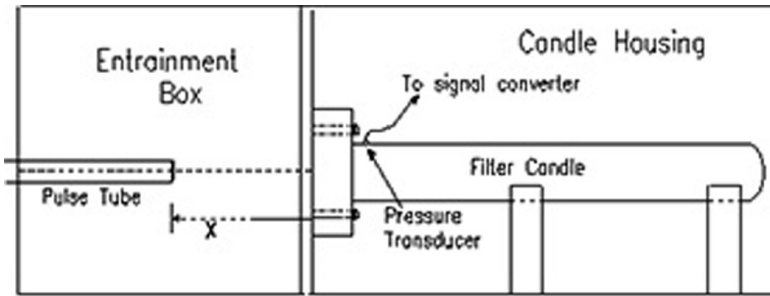 Entrainment
Box
Candle Housing
To signal converter
Filter Candle
Pulse Tube
X
Pressure
Transducer